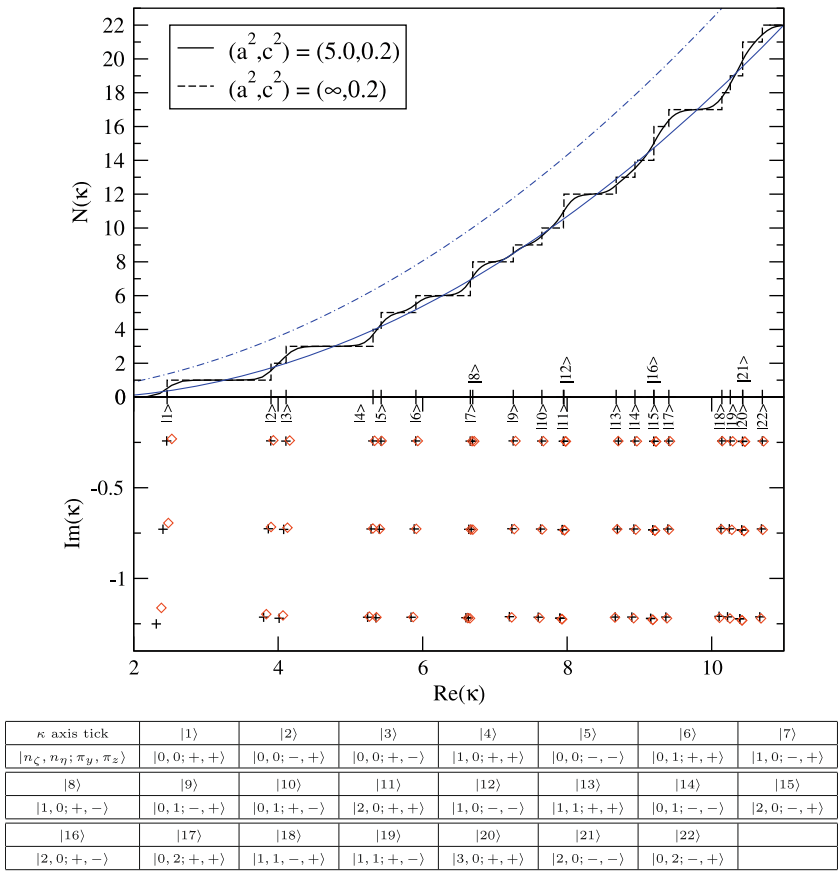 22
20
18
16
14
12
10
8
6
4
2
0
N(κ)
(a²,c²) = (5.0,0.2)
(a²,c²) = (∞,0.2)
|8> |12> |16> |21>
|1> |2> |3> |4> |5> |6> |7> |9> |10> |11> |13> |14> |15> |17> |18> |19> |20> |22>
-0.5
-1
Im(κ)
2 4 6 8 10
Re(κ)
κ axis tick |1⟩ |2⟩ |3⟩ |4⟩ |5⟩ |6⟩ |7⟩
|nζ, nη; πy, πz⟩ |0, 0; +, +⟩ |0, 0; −, +⟩ |0, 0; +, −⟩ |1, 0; +, +⟩ |0, 0; −, −⟩ |0, 1; +, +⟩ |1, 0; −, +⟩
|8⟩ |9⟩ |10⟩ |11⟩ |12⟩ |13⟩ |14⟩ |15⟩
|1, 0; +, −⟩ |0, 1; −, +⟩ |0, 1; +, −⟩ |2, 0; +, +⟩ |1, 0; −, −⟩ |1, 1; +, +⟩ |0, 1; −, −⟩ |2, 0; −, +⟩
|16⟩ |17⟩ |18⟩ |19⟩ |20⟩ |21⟩ |22⟩
|2, 0; +, −⟩ |0, 2; +, +⟩ |1, 1, −, +⟩ |1, 1; +, −⟩ |3, 0; +, +⟩ |2, 0; −, −⟩ |0, 2; −, +⟩